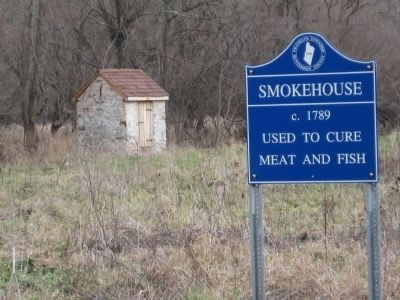 SMOKEHOUSE
c. 1789
USED TO CURE
MEAT AND FISH